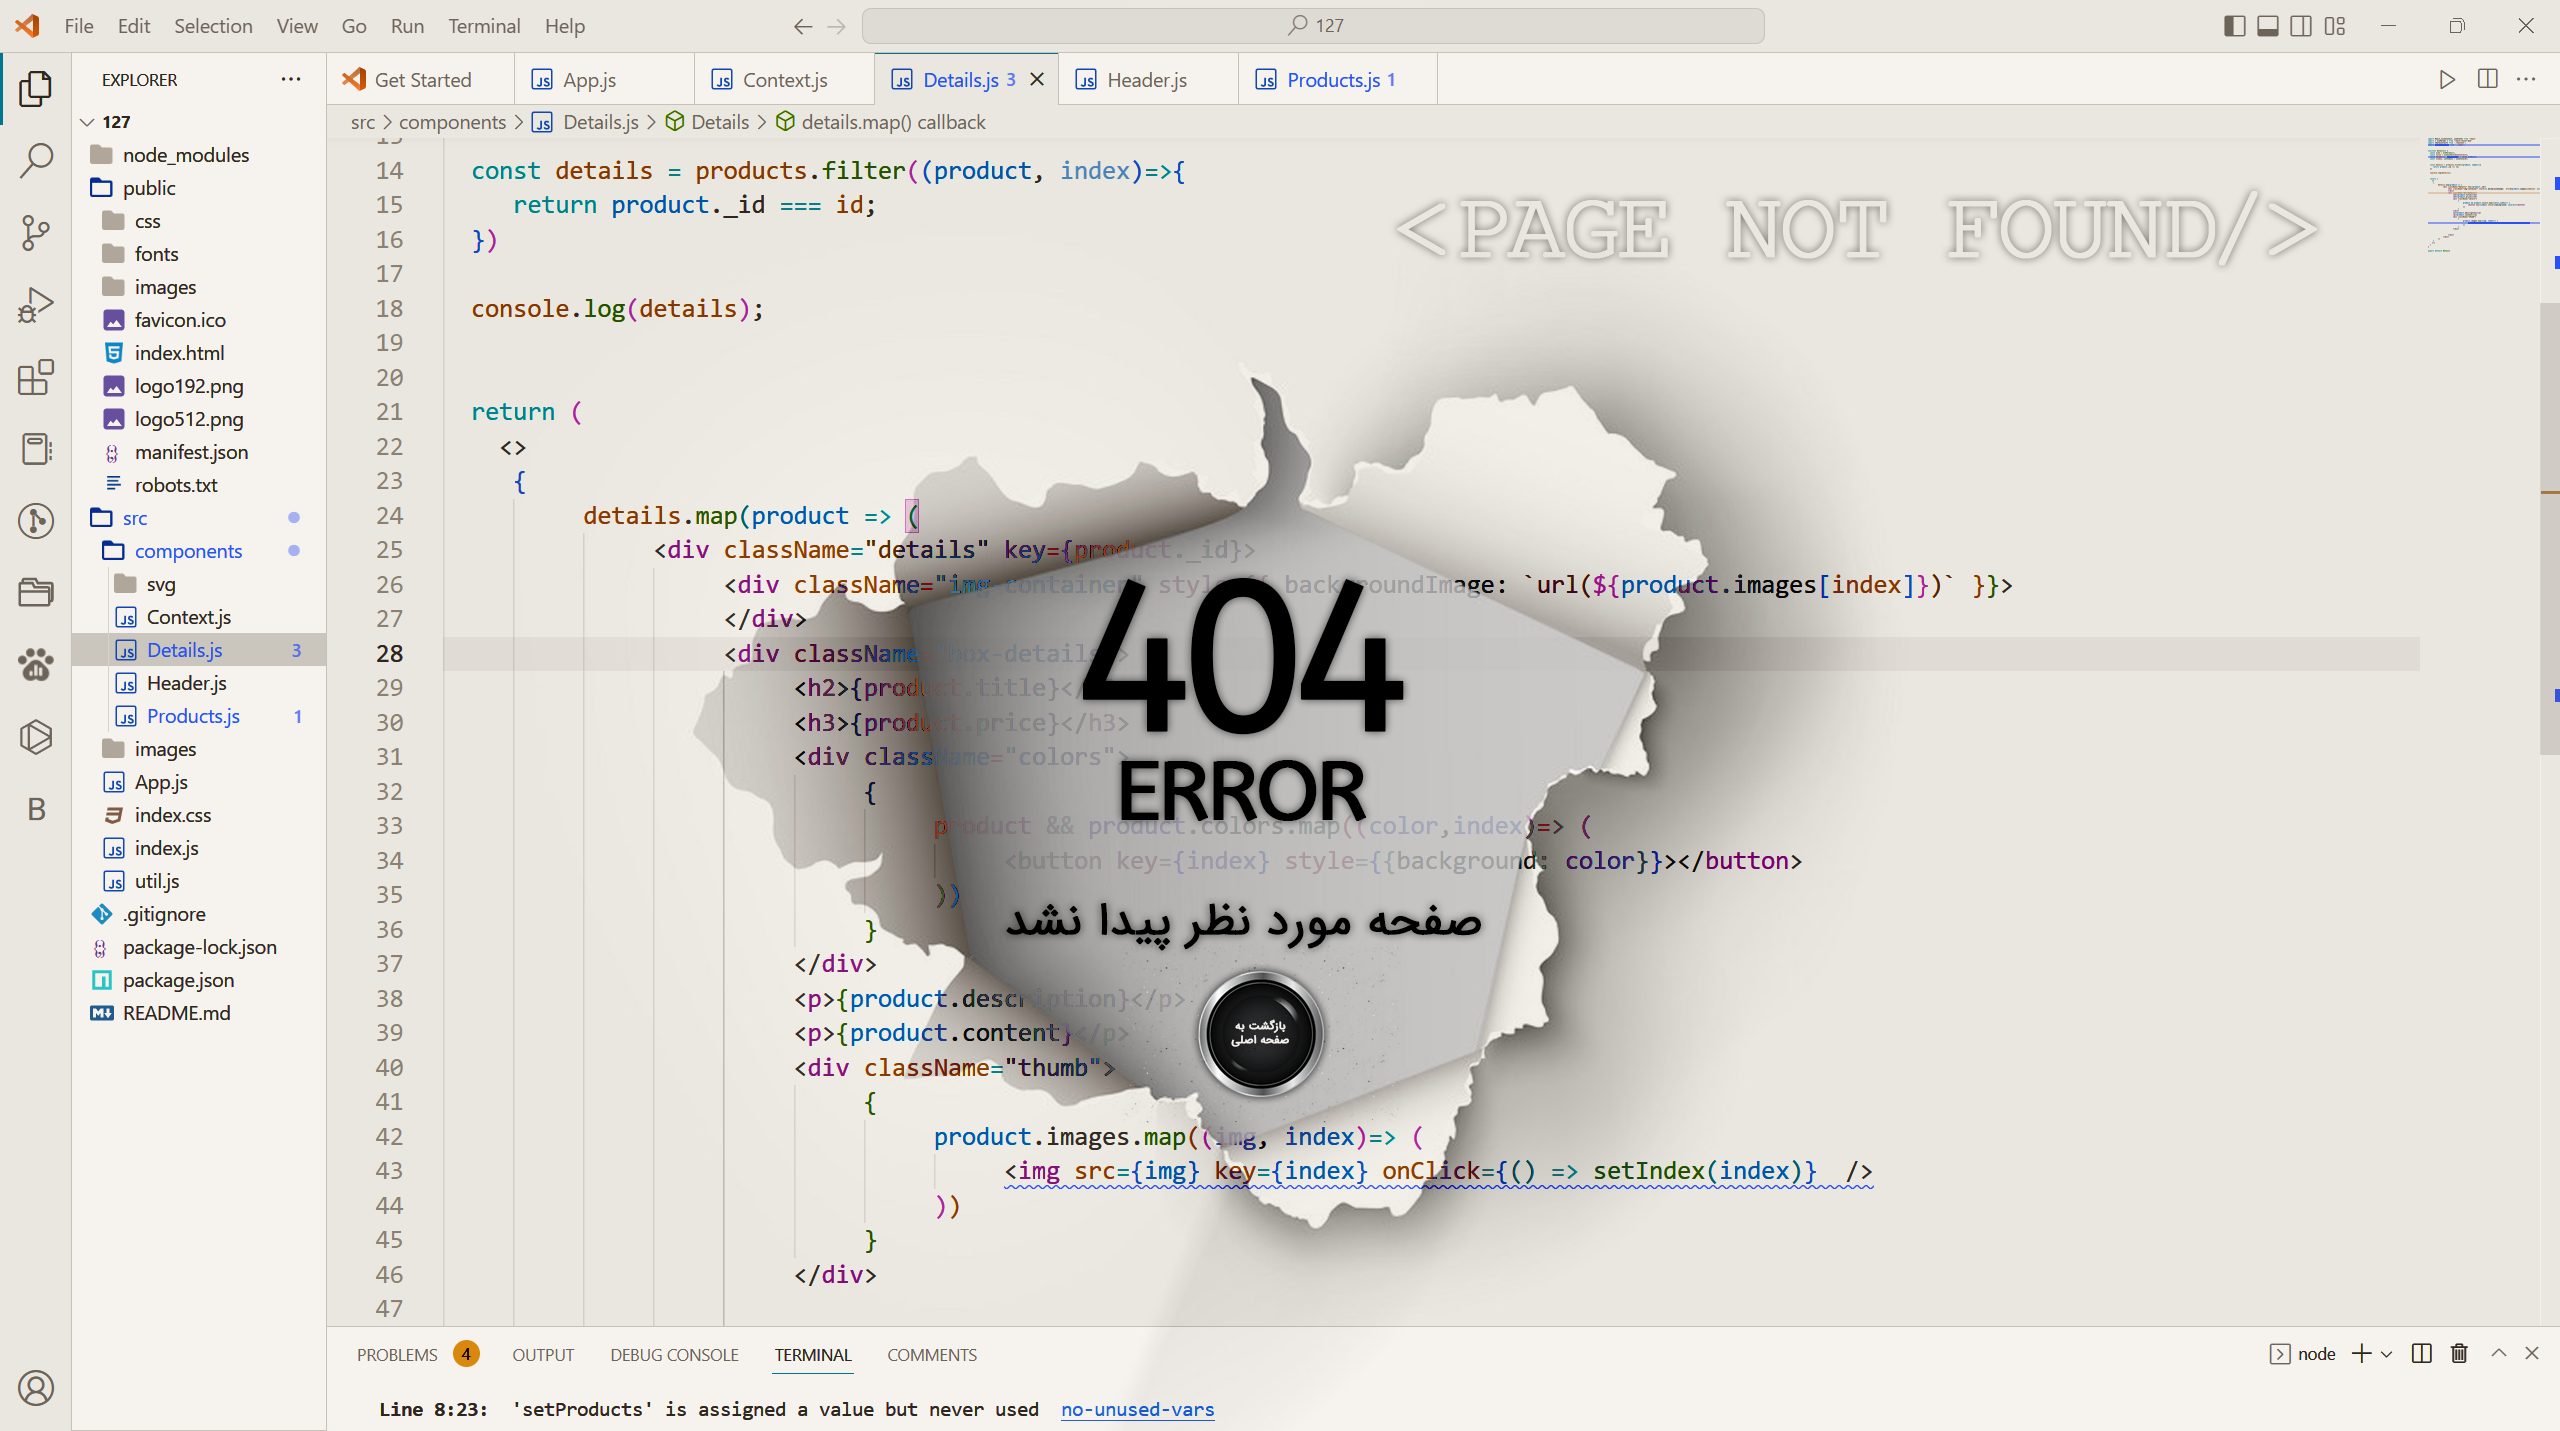 File Edit Selection View Go Run Terminal Help
127
EXPLORER
Get Started
App.js
Context.js
Details.js 3
Header.js
Products.js 1
src > components > Details.js > Details > details.map() callback
127
node_modules
public
css
fonts
images
favicon.ico
index.html
logo192.png
logo512.png
manifest.json
robots.txt
src
components
svg
Context.js
Details.js 3
Header.js
Products.js 1
images
App.js
index.css
index.js
util.js
.gitignore
package-lock.json
package.json
README.md
B
14 const details = products.filter((product, index)=>{
15 return product._id === id;
16 })
17
18 console.log(details);
19
20
21 return (
22 <>
23 {
24 details.map(product => (
25 <div className="details" key={product._id}>
26 <div className="img-container" style={{ backgroundImage: `url(${product.images[index]})` }}>
27 </div>
28 <div className="box-details">
29 <h2>{product.title}</
30 <h3>{product.price}</h3>
31 <div className="colors">
32 {
33 product && product.colors.map((color,index)=> (
34 <button key={index} style={{background: color}}></button>
35 ))
36 }
37 </div>
38 <p>{product.description}</p>
39 <p>{product.content}</p>
40 <div className="thumb">
41 {
42 product.images.map((img, index)=> (
43 <img src={img} key={index} onClick={() => setIndex(index)} />
44 ))
45 }
46 </div>
47
<PAGE NOT FOUND/>
404
ERROR
صفحه مورد نظر پیدا نشد
بازگشت به
صفحه اصلی
PROBLEMS 4 OUTPUT DEBUG CONSOLE TERMINAL COMMENTS
node
Line 8:23: 'setProducts' is assigned a value but never used no-unused-vars